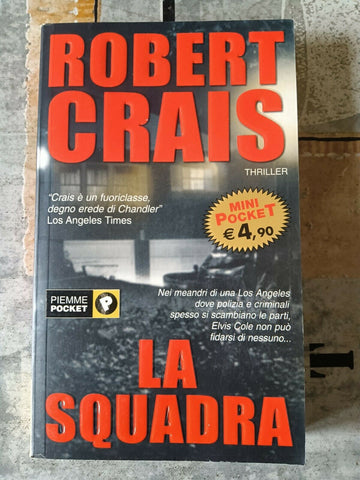 ROBERT
CRAIS
THRILLER
"Crais è un fuoriclasse,
degno erede di Chandler"
Los Angeles Times
MINI
POCKET
€ 4,90
PIEMME
POCKET
P
Nei meandri di una Los Angeles
dove polizia e criminali
spesso si scambiano le parti,
Elvis Cole non può
fidarsi di nessuno...
LA
SQUADRA